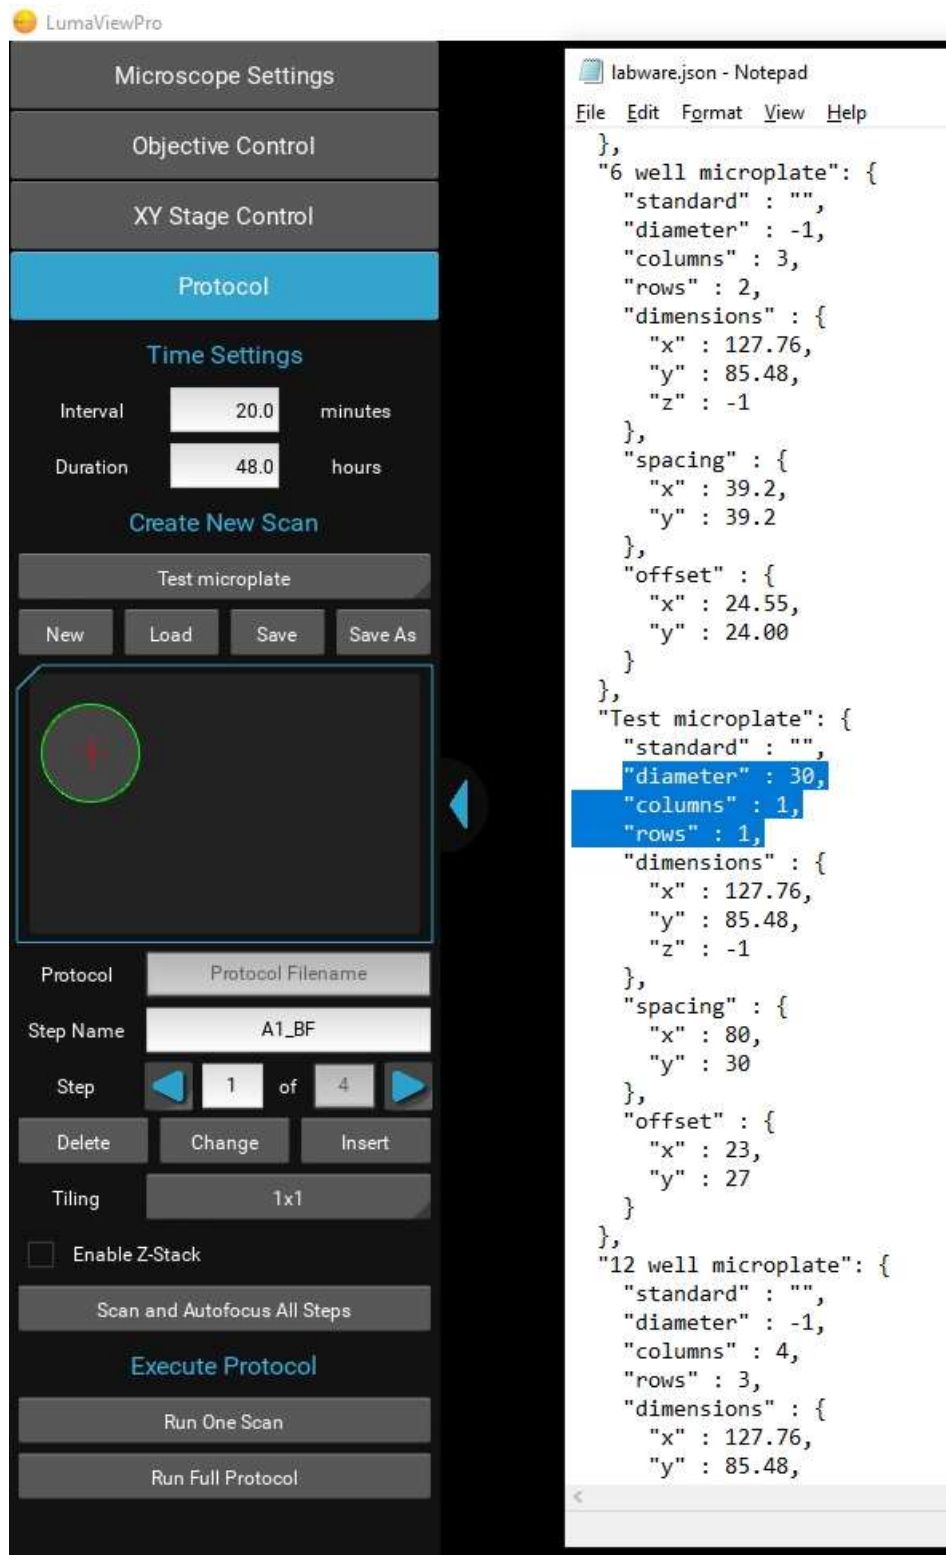 LumaViewPro
Microscope Settings
Objective Control
XY Stage Control
Protocol
Time Settings
Interval 20.0 minutes
Duration 48.0 hours
Create New Scan
Test microplate
New Load Save Save As
Protocol Protocol Filename
Step Name A1_BF
Step 1 of 4
Delete Change Insert
Tiling 1x1
Enable Z-Stack
Scan and Autofocus All Steps
Execute Protocol
Run One Scan
Run Full Protocol
labware.json - Notepad
File Edit Format View Help
},
"6 well microplate": {
"standard" : "",
"diameter" : -1,
"columns" : 3,
"rows" : 2,
"dimensions" : {
"x" : 127.76,
"y" : 85.48,
"z" : -1
},
"spacing" : {
"x" : 39.2,
"y" : 39.2
},
"offset" : {
"x" : 24.55,
"y" : 24.00
}
},
"Test microplate": {
"standard" : "",
"diameter" : 30,
"columns" : 1,
"rows" : 1,
"dimensions" : {
"x" : 127.76,
"y" : 85.48,
"z" : -1
},
"spacing" : {
"x" : 80,
"y" : 30
},
"offset" : {
"x" : 23,
"y" : 27
}
},
"12 well microplate": {
"standard" : "",
"diameter" : -1,
"columns" : 4,
"rows" : 3,
"dimensions" : {
"x" : 127.76,
"y" : 85.48,